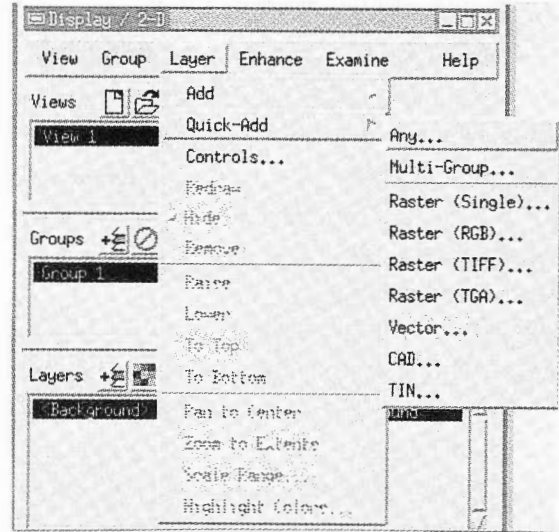 Display / 2-D
View Group Layer Enhance Examine Help
Views
View 1
Groups
Group 1
Layers
<Background>
Add
Quick-Add
Controls...
Redraw
Hide
Remove
Raise
Lower
To Top
To Bottom
Pan to Center
Zoom to Extents
Scale Range...
Highlight Colors...
Any...
Multi-Group...
Raster (Single)...
Raster (RGB)...
Raster (TIFF)...
Raster (TGA)...
Vector...
CAD...
TIN...
ound